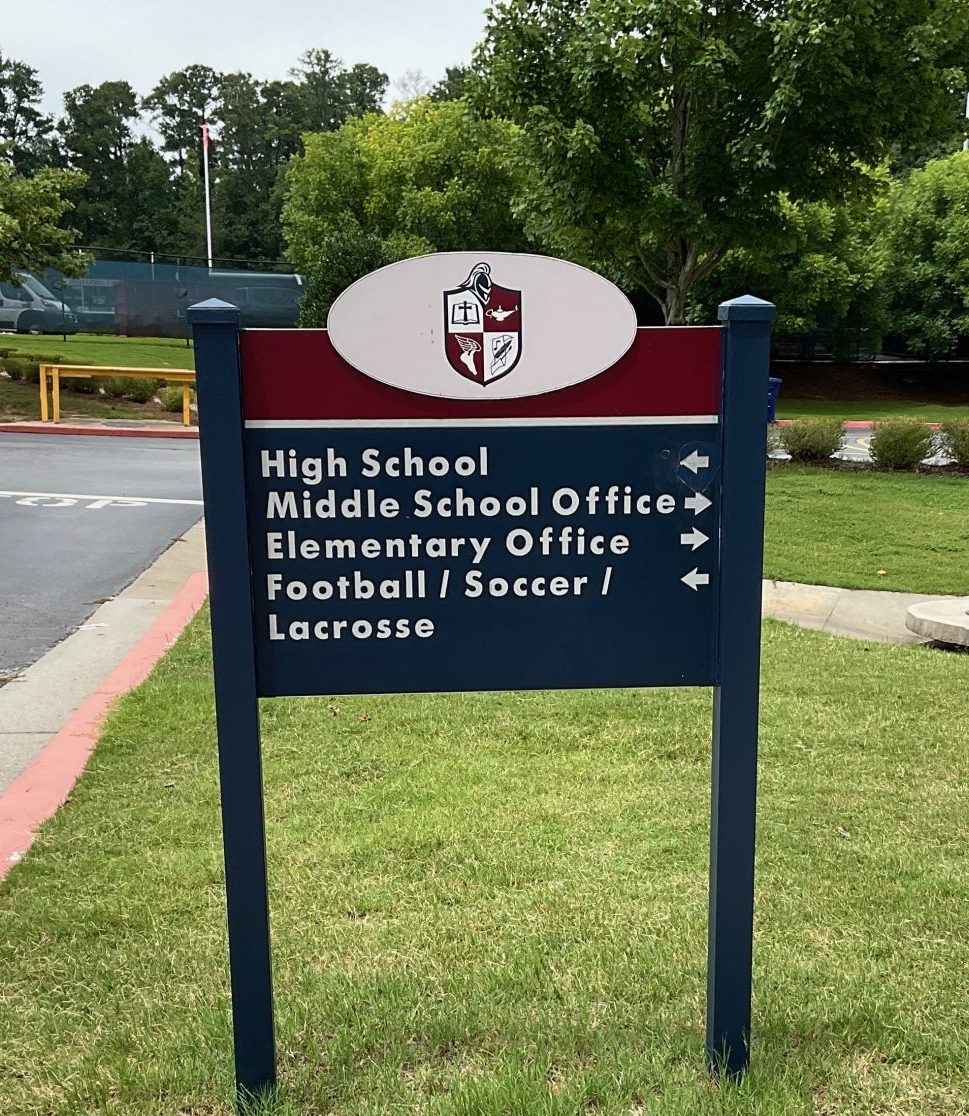 High School
Middle School Office
Elementary Office
Football / Soccer /
Lacrosse